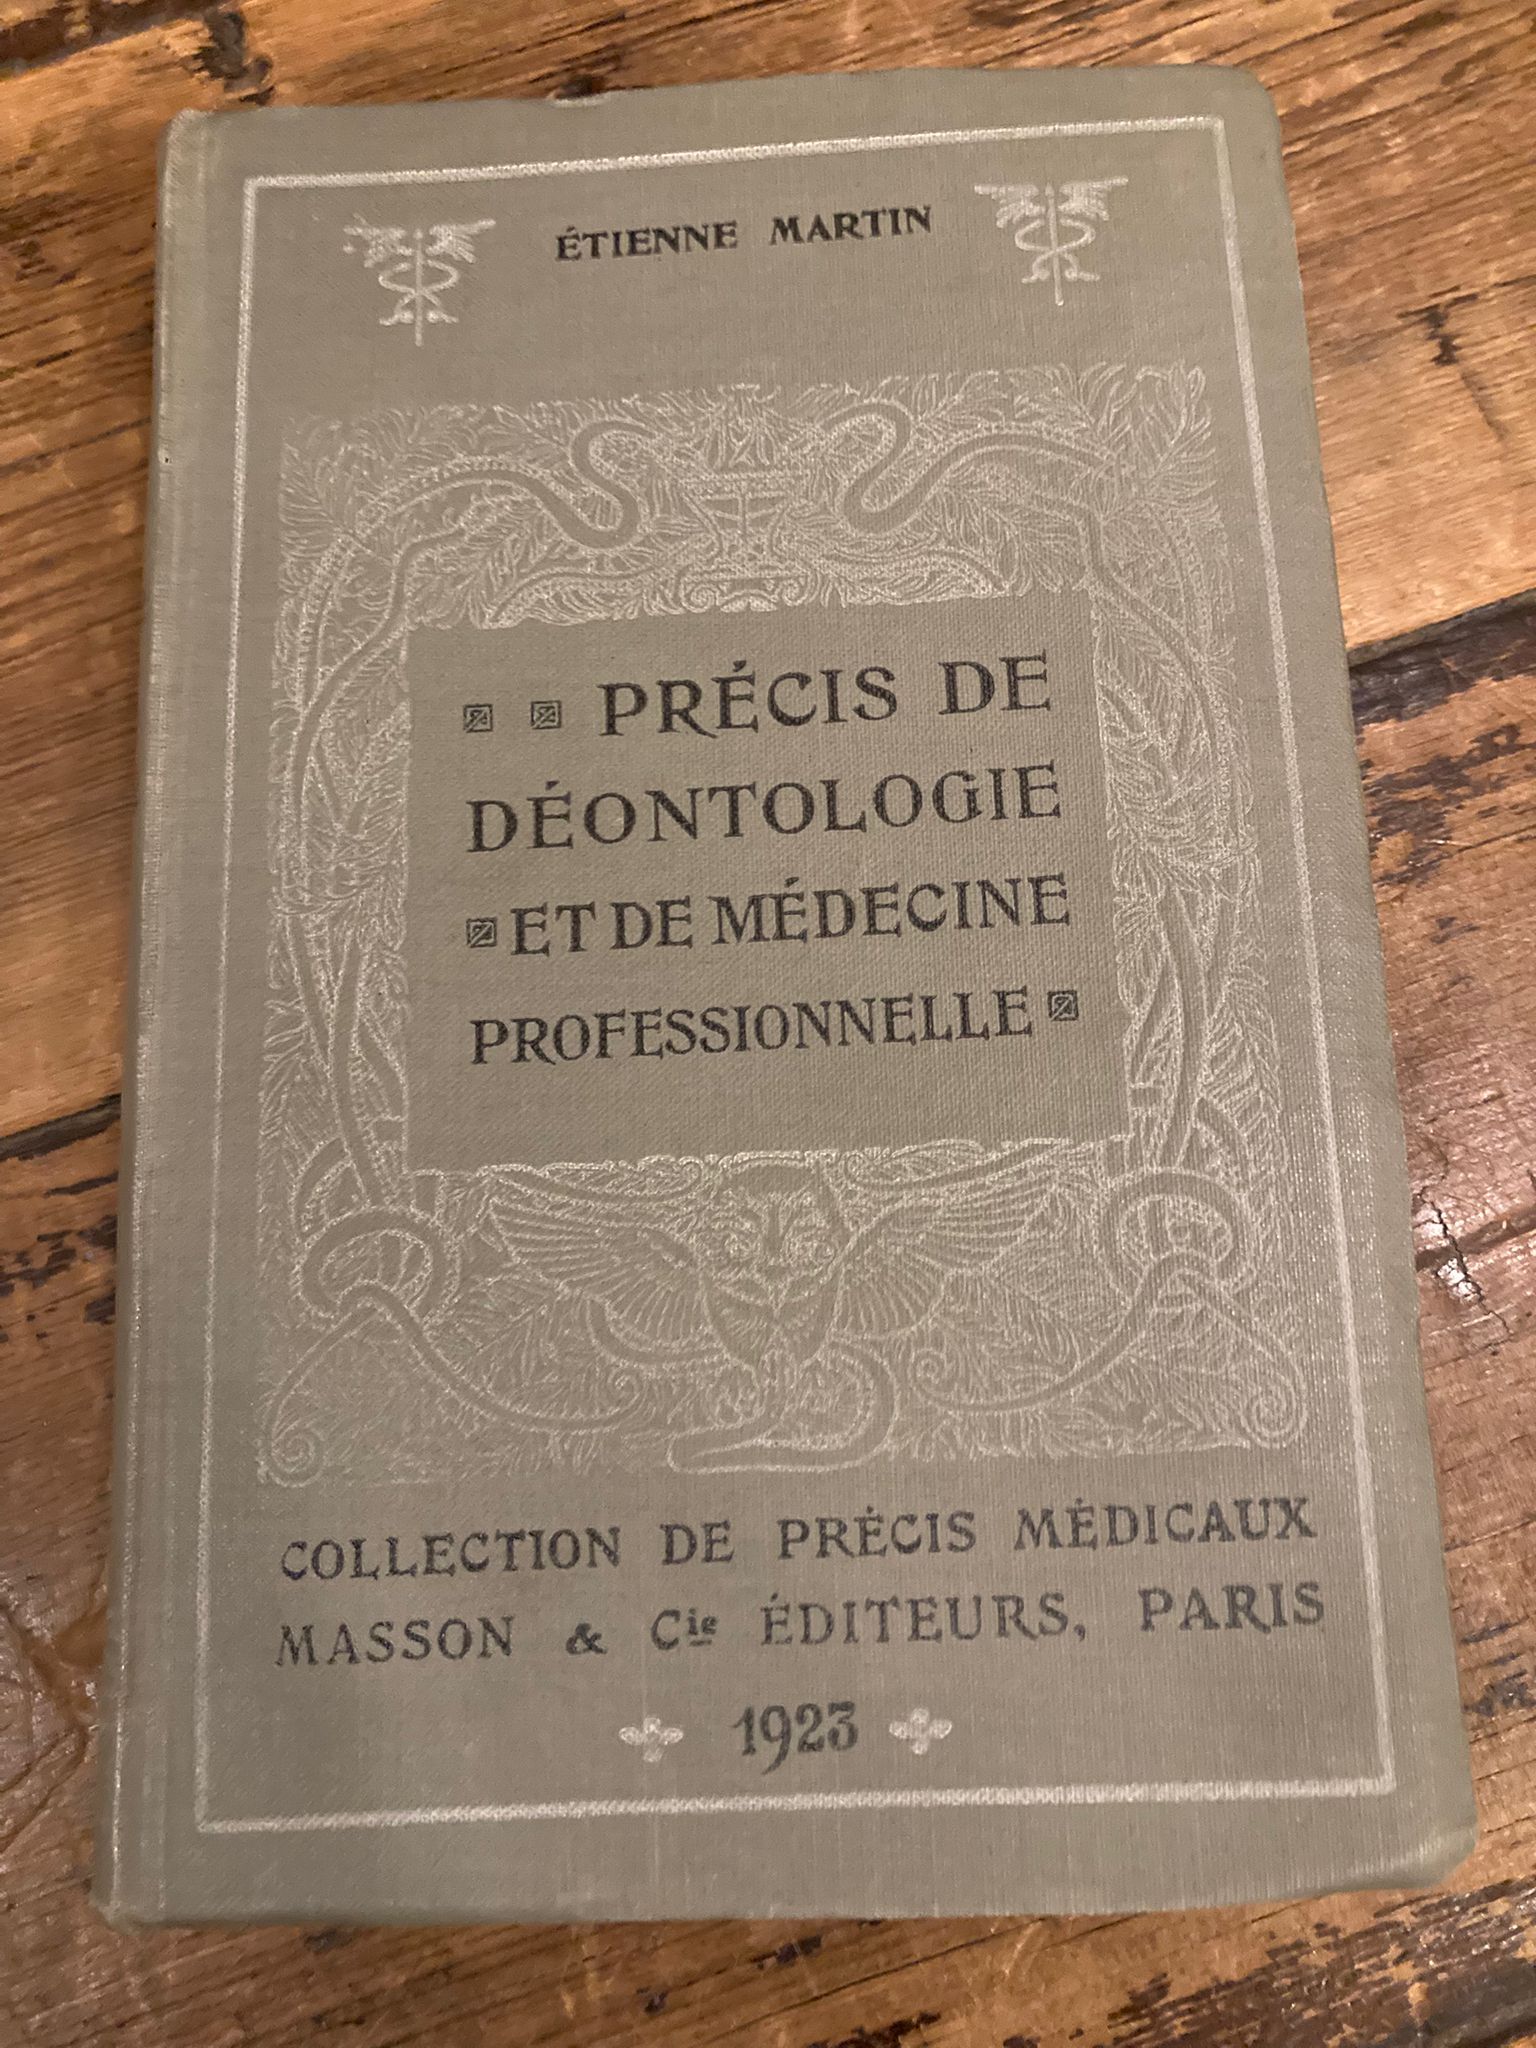 ÉTIENNE MARTIN
PRÉCIS DE
DÉONTOLOGIE
ET DE MÉDECINE
PROFESSIONNELLE
COLLECTION DE PRÉCIS MÉDICAUX
MASSON & Cie ÉDITEURS, PARIS
1923